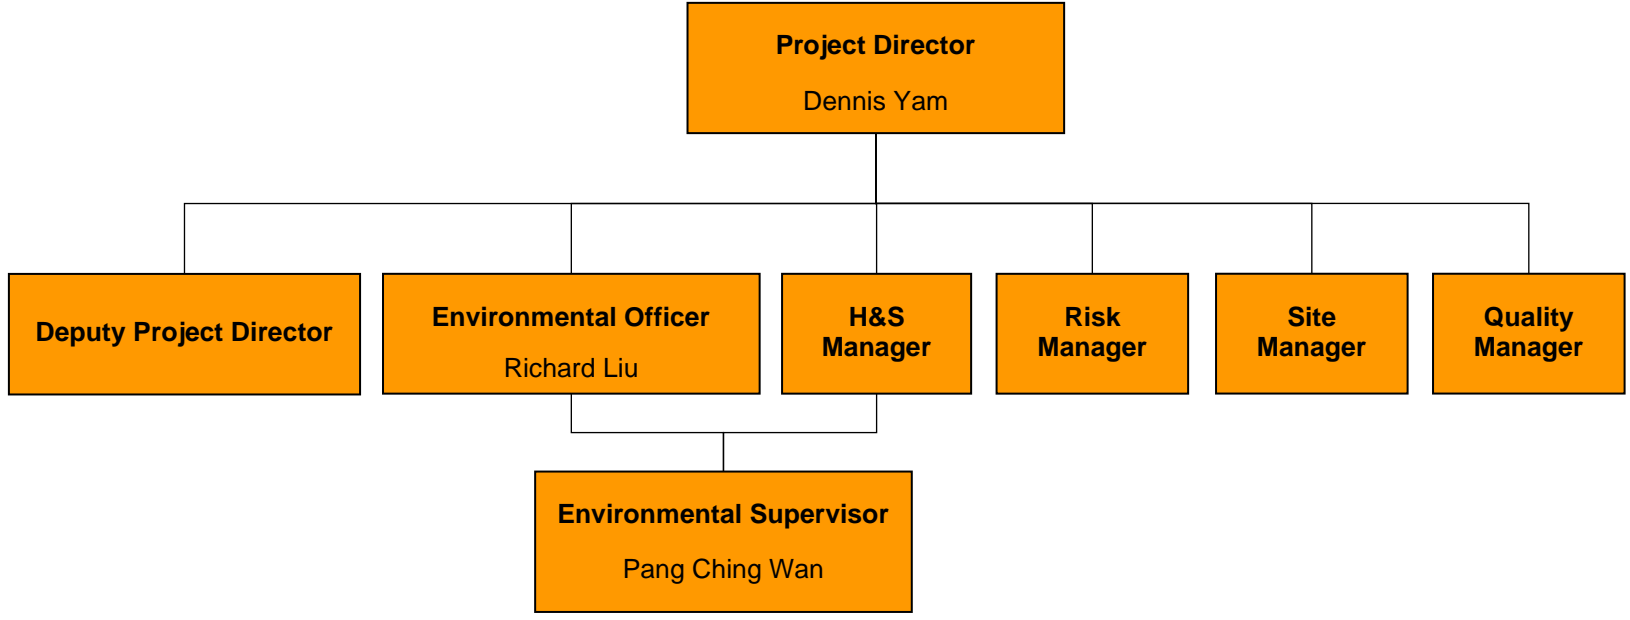 Project Director
Dennis Yam
Deputy Project Director
Environmental Officer
Richard Liu
H&S
Manager
Risk
Manager
Site
Manager
Quality
Manager
Environmental Supervisor
Pang Ching Wan